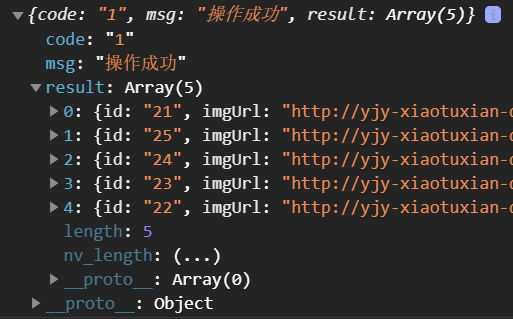 {code: "1", msg: "操作成功", result: Array(5)} i
code: "1"
msg: "操作成功"
result: Array(5)
0: {id: "21", imgUrl: "http://yjy-xiaotuxian-
1: {id: "25", imgUrl: "http://yjy-xiaotuxian-
2: {id: "24", imgUrl: "http://yjy-xiaotuxian-
3: {id: "23", imgUrl: "http://yjy-xiaotuxian-
4: {id: "22", imgUrl: "http://yjy-xiaotuxian-
length: 5
nv_length: (...)
__proto__: Array(0)
__proto__: Object